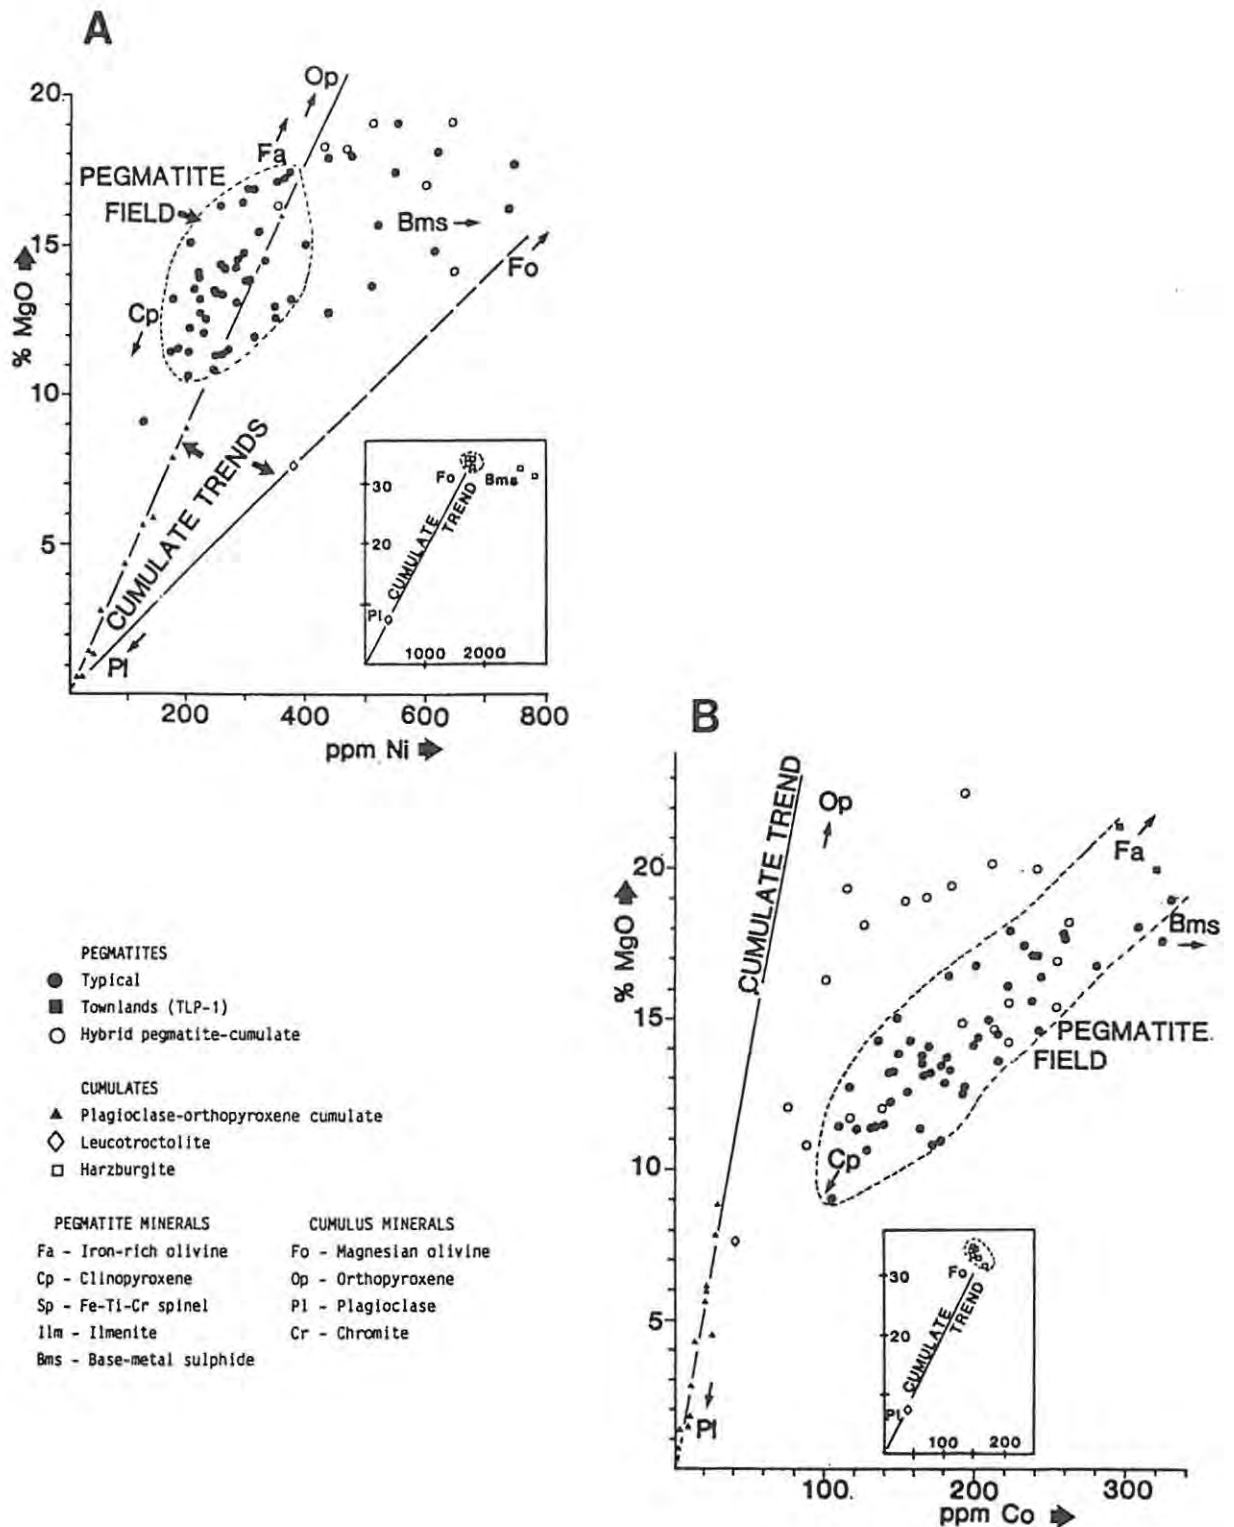 A
20
Op
Fa
PEGMATITE
FIELD
15
Bms
Fo
Cp
% MgO
10
CUMULATE TRENDS
5
Pl
200
400
600
800
ppm Ni
30
Fo
Bms
20
CUMULATE
TREND
Pl
1000
2000
B
CUMULATE TREND
Op
20
Fa
Bms
% MgO
15
PEGMATITE
FIELD
10
Cp
5
Pl
100
200
300
ppm Co
30
Fo
20
CUMULATE
TREND
Pl
100
200
PEGMATITES
Typical
Townlands (TLP-1)
Hybrid pegmatite-cumulate
CUMULATES
Plagioclase-orthopyroxene cumulate
Leucotroctolite
Harzburgite
PEGMATITE MINERALS
Fa - Iron-rich olivine
Cp - Clinopyroxene
Sp - Fe-Ti-Cr spinel
Ilm - Ilmenite
Bms - Base-metal sulphide
CUMULUS MINERALS
Fo - Magnesian olivine
Op - Orthopyroxene
Pl - Plagioclase
Cr - Chromite